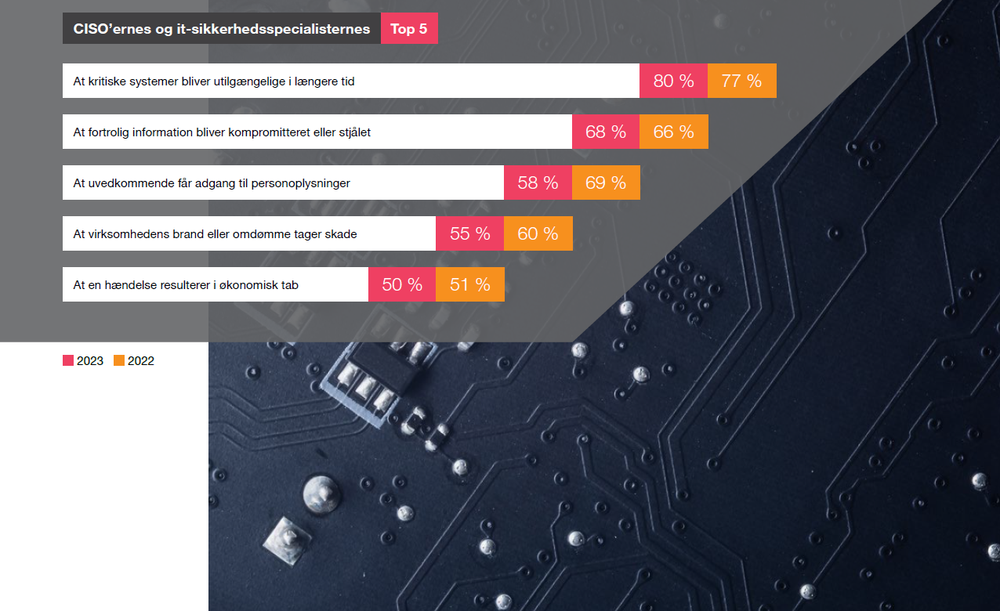 CISO’ernes og it-sikkerhedsspecialisternes Top 5
At kritiske systemer bliver utilgængelige i længere tid 80 % 77 %
At fortrolig information bliver kompromitteret eller stjålet 68 % 66 %
At uvedkommende får adgang til personoplysninger 58 % 69 %
At virksomhedens brand eller omdømme tager skade 55 % 60 %
At en hændelse resulterer i økonomisk tab 50 % 51 %
2023 2022